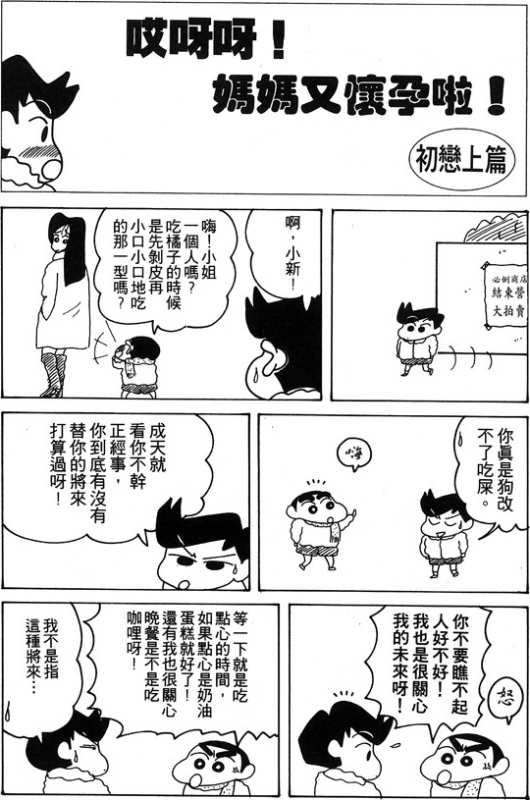 哎呀呀！
媽媽又懷孕啦！
初戀上篇
必倒商店
結束營
大拍賣
啊，小新！
嗨！小姐
一個人嗎？
吃橘子的時候
是先剝皮再
小口小口地吃
的那一型嗎？
你真是狗改
不了吃屎。
嗨
成天就
看你不幹
正經事，
你到底有沒有
替你的將來
打算過呀！
你不要瞧不起
人好不好！
我也是很關心
我的未來呀！
怒
等一下就是吃
點心的時間，
如果點心是奶油
蛋糕就好了！
還有我也很關心
晚餐是不是吃
咖哩呀！
我不是指
這種將來…